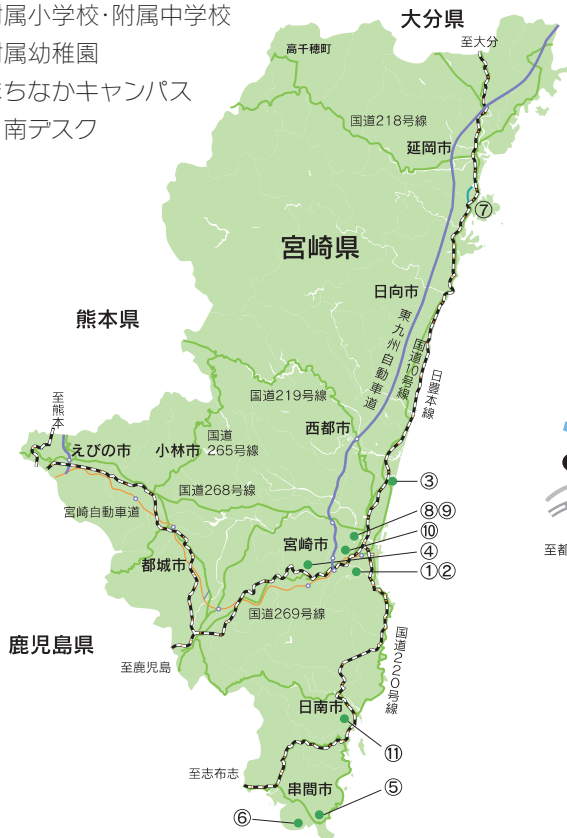 属小学校･附属中学校
属幼稚園
ちなかキャンパス
南デスク
大分県
至大分
高千穂町
国道218号線
延岡市
⑦
宮崎県
日向市
熊本県
東九州自動車道
国道10号線
日豊本線
国道219号線
至熊本
西都市
えびの市
小林市
国道
265号線
③
国道268号線
宮崎自動車道
⑧⑨
宮崎市
⑩
④
都城市
①②
至都
国道269号線
鹿児島県
国道220号線
至鹿児島
日南市
⑪
至志布志
串間市
⑤
⑥